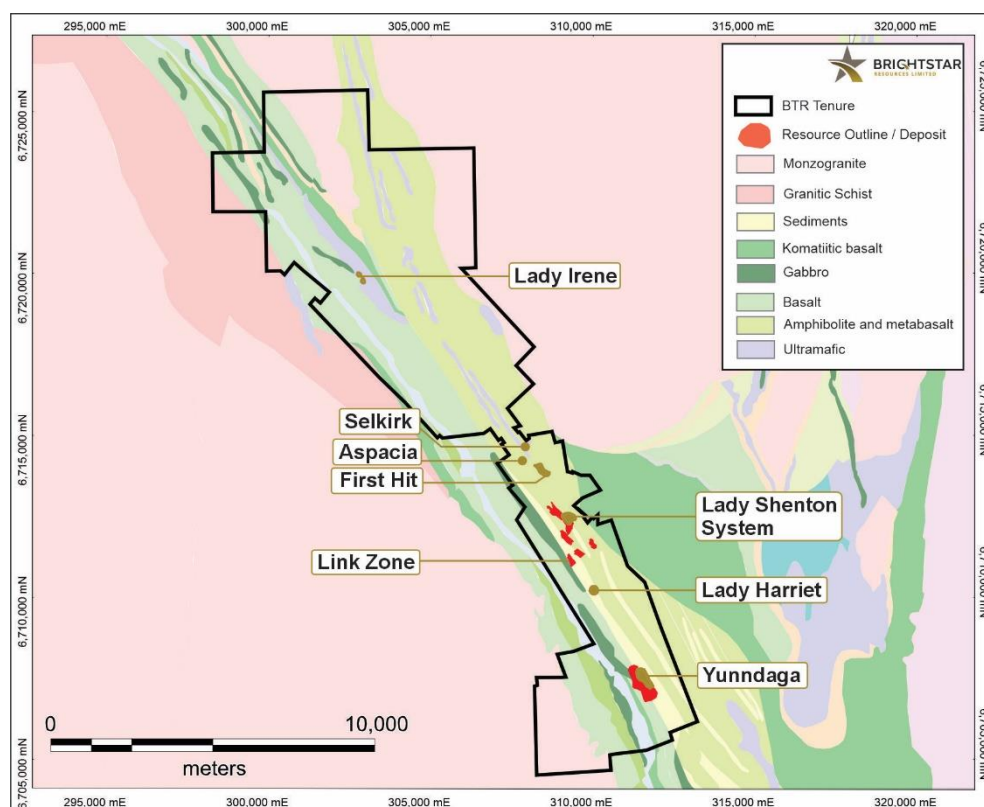 295,000 mE 300,000 mE 305,000 mE 310,000 mE 315,000 mE 320,000 mE
BRIGHTSTAR
RESOURCES LIMITED
BTR Tenure
Resource Outline / Deposit
Monzogranite
Granitic Schist
Sediments
Komatiitic basalt
Gabbro
Basalt
Amphibolite and metabasalt
Ultramafic
6,725,000 mN
6,720,000 mN
6,715,000 mN
6,710,000 mN
6,705,000 mN
Lady Irene
Selkirk
Aspacia
First Hit
Lady Shenton
System
Link Zone
Lady Harriet
Yunndaga
0 10,000
meters
295,000 mE 300,000 mE 305,000 mE 310,000 mE 315,000 mE 320,000 mE